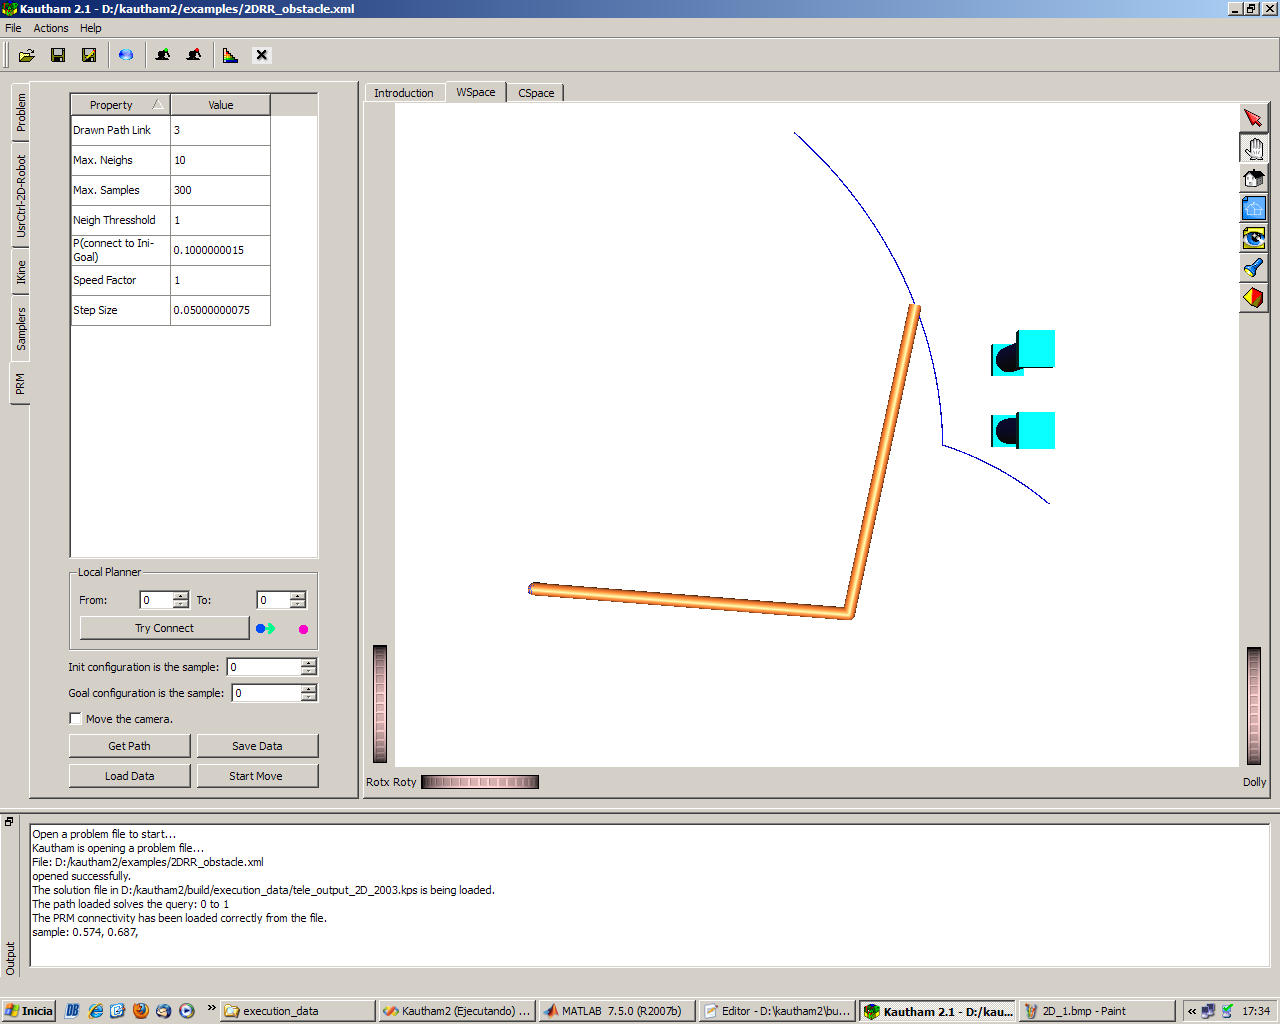 Kautham 2.1 - D:/kautham2/examples/2DRR_obstacle.xml
File Actions Help
Problem
UsrCtrl-2D-Robot
IKine
Samplers
PRM
Property Value
Drawn Path Link 3
Max. Neighs 10
Max. Samples 300
Neigh Thresshold 1
P(connect to Ini-
Goal) 0.1000000015
Speed Factor 1
Step Size 0.05000000075
Local Planner
From: 0 To: 0
Try Connect
Init configuration is the sample: 0
Goal configuration is the sample: 0
Move the camera.
Get Path Save Data
Load Data Start Move
Introduction WSpace CSpace
Rotx Roty Dolly
Output
Open a problem file to start...
Kautham is opening a problem file...
File: D:/kautham2/examples/2DRR_obstacle.xml
opened successfully.
The solution file in D:/kautham2/build/execution_data/tele_output_2D_2003.kps is being loaded.
The path loaded solves the query: 0 to 1
The PRM connectivity has been loaded correctly from the file.
sample: 0.574, 0.687,
Inicia DB » execution_data Kautham2 (Ejecutando) ... MATLAB 7.5.0 (R2007b) Editor - D:\kautham2\bu... Kautham 2.1 - D:/kau... 2D_1.bmp - Paint « 17:34